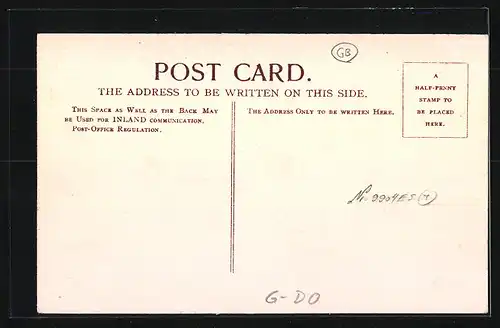 GB
POST CARD.
THE ADDRESS TO BE WRITTEN ON THIS SIDE.
THIS SPACE AS WELL AS THE BACK MAY
BE USED FOR INLAND COMMUNICATION.
POST-OFFICE REGULATION.
THE ADDRESS ONLY TO BE WRITTEN HERE.
A
HALF-PENNY
STAMP TO
BE PLACED
HERE.
G-DO